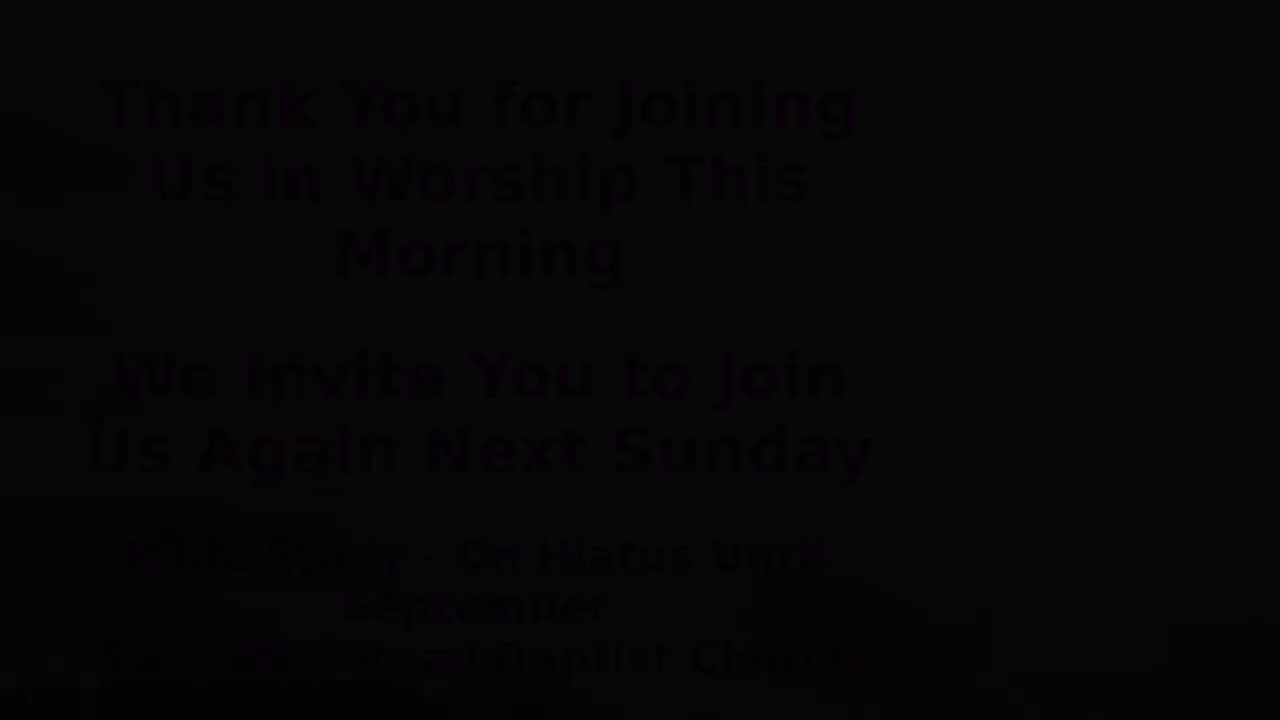 Thank You for Joining
Us in Worship This
Morning
We Invite You to Join
Us Again Next Sunday
Bible Study - On Hiatus Until
September
Road Baptist Church